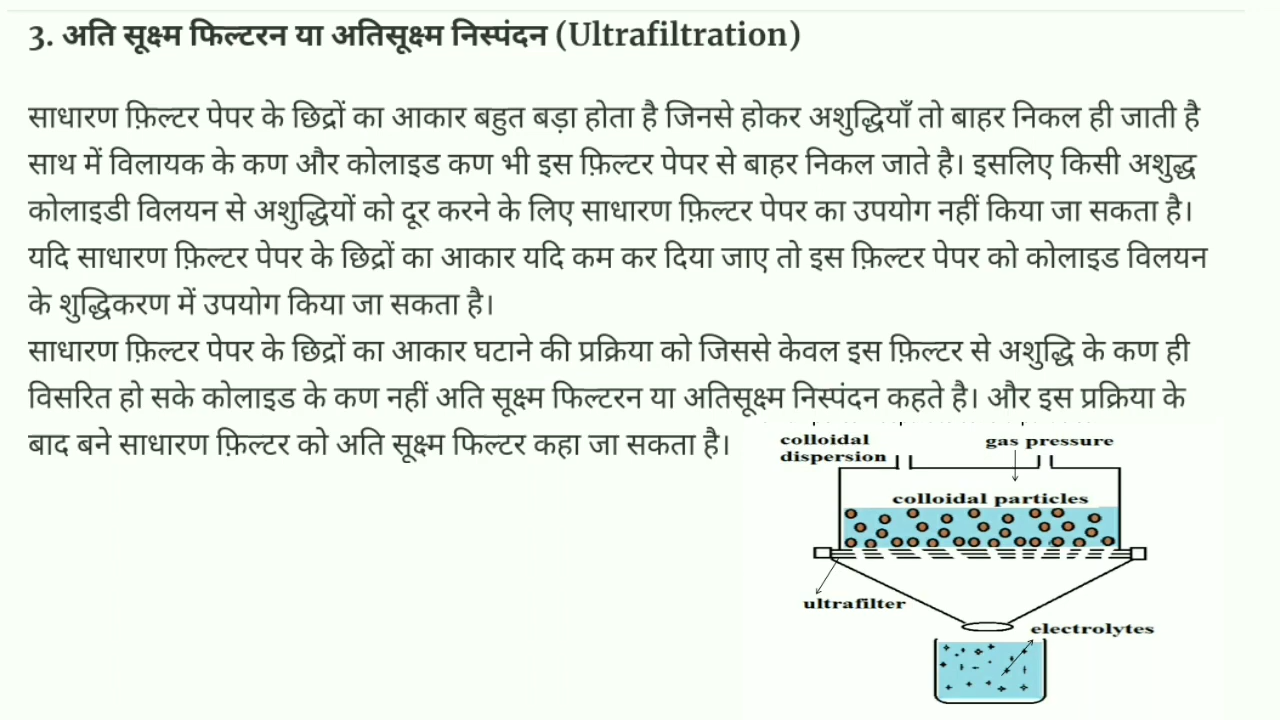 3. अति सूक्ष्म फिल्टरन या अतिसूक्ष्म निस्पंदन (Ultrafiltration)
साधारण फ़िल्टर पेपर के छिद्रों का आकार बहुत बड़ा होता है जिनसे होकर अशुद्धियाँ तो बाहर निकल ही जाती है
साथ में विलायक के कण और कोलाइड कण भी इस फ़िल्टर पेपर से बाहर निकल जाते है। इसलिए किसी अशुद्ध
कोलाइडी विलयन से अशुद्धियों को दूर करने के लिए साधारण फ़िल्टर पेपर का उपयोग नहीं किया जा सकता है।
यदि साधारण फ़िल्टर पेपर के छिद्रों का आकार यदि कम कर दिया जाए तो इस फ़िल्टर पेपर को कोलाइड विलयन
के शुद्धिकरण में उपयोग किया जा सकता है।
साधारण फ़िल्टर पेपर के छिद्रों का आकार घटाने की प्रक्रिया को जिससे केवल इस फ़िल्टर से अशुद्धि के कण ही
विसरित हो सके कोलाइड के कण नहीं अति सूक्ष्म फिल्टरन या अतिसूक्ष्म निस्पंदन कहते है। और इस प्रक्रिया के
बाद बने साधारण फ़िल्टर को अति सूक्ष्म फिल्टर कहा जा सकता है।
colloidal
dispersion
gas pressure
colloidal particles
ultrafilter
electrolytes